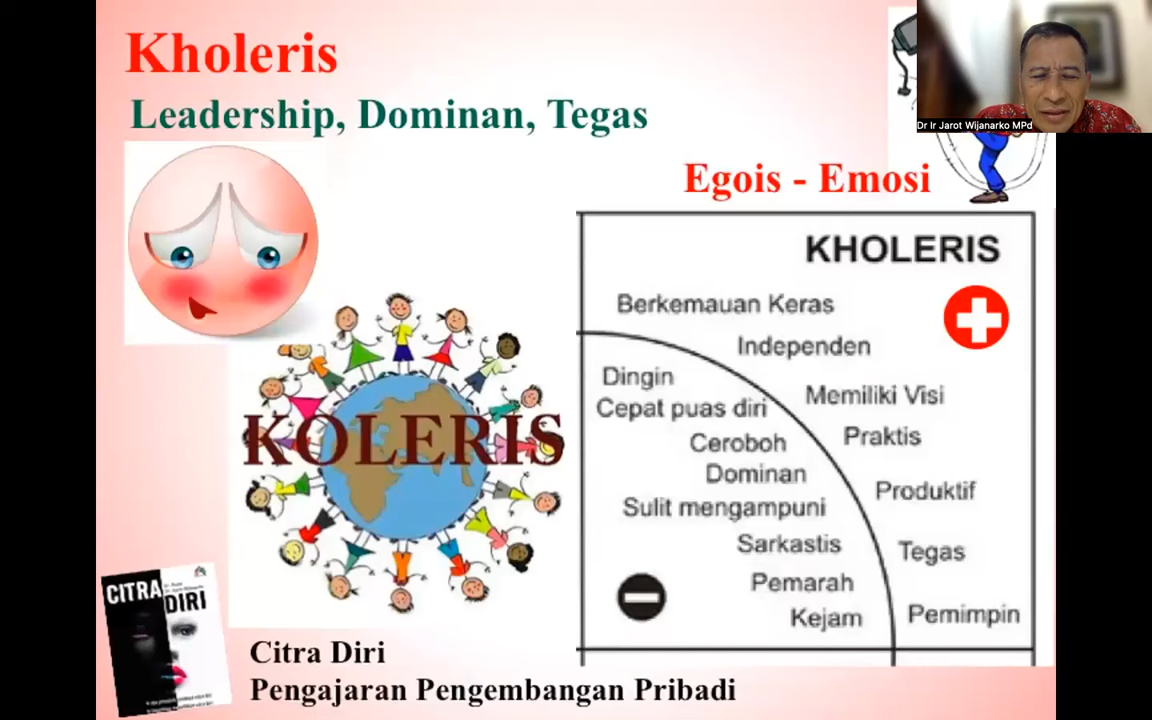 Kholeris
Leadership, Dominan, Tegas
Dr Ir Jarot Wijanarko MPd
Egois - Emosi
KHOLERIS
Berkemauan Keras
Independen
Dingin
Memiliki Visi
Cepat puas diri
Praktis
Ceroboh
Dominan
Produktif
Sulit mengampuni
Sarkastis
Tegas
Pemarah
Kejam
Pemimpin
KOLERIS
CITRA
DIRI
Citra Diri
Pengajaran Pengembangan Pribadi